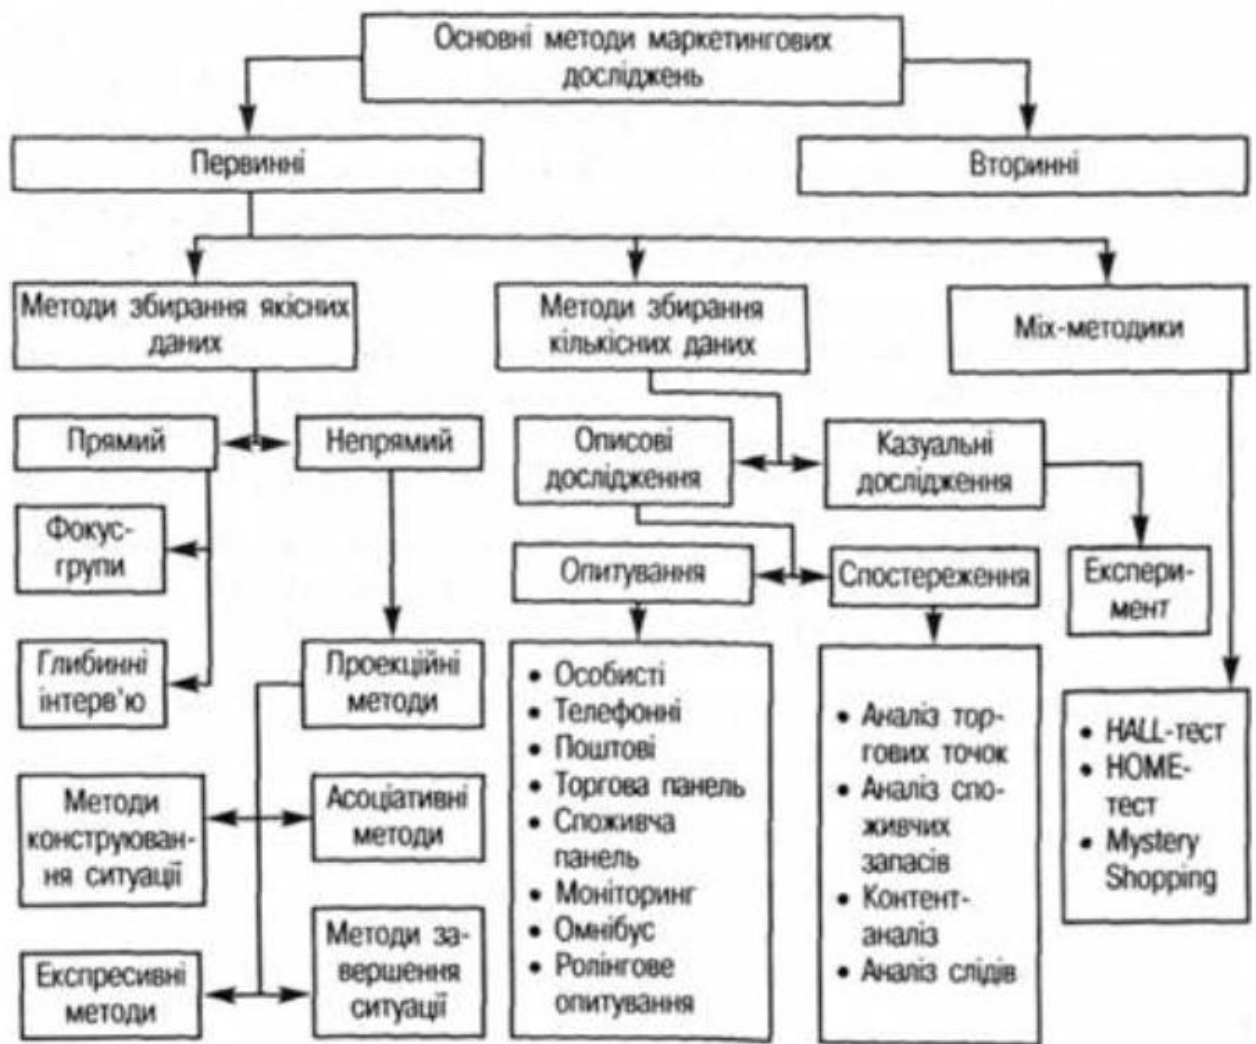 Основні методи маркетингових
досліджень
Первинні
Вторинні
Методи збирання якісних
даних
Методи збирання
кількісних даних
Міх-методики
Прямий
Непрямий
Описові
дослідження
Казуальні
дослідження
Фокус-
групи
Опитування
Спостереження
Експери-
мент
Глибинні
інтерв'ю
Проекційні
методи
• Особисті
• Телефонні
• Поштові
• Торгова панель
• Споживча
панель
• Моніторинг
• Омнібус
• Ролінгове
опитування
• Аналіз тор-
гових точок
• Аналіз спо-
живчих
запасів
• Контент-
аналіз
• Аналіз слідів
• HALL-тест
• HOME-
тест
• Mystery
Shopping
Методи
конструюван-
ня ситуації
Асоціативні
методи
Експресивні
методи
Методи за-
вершення
ситуації